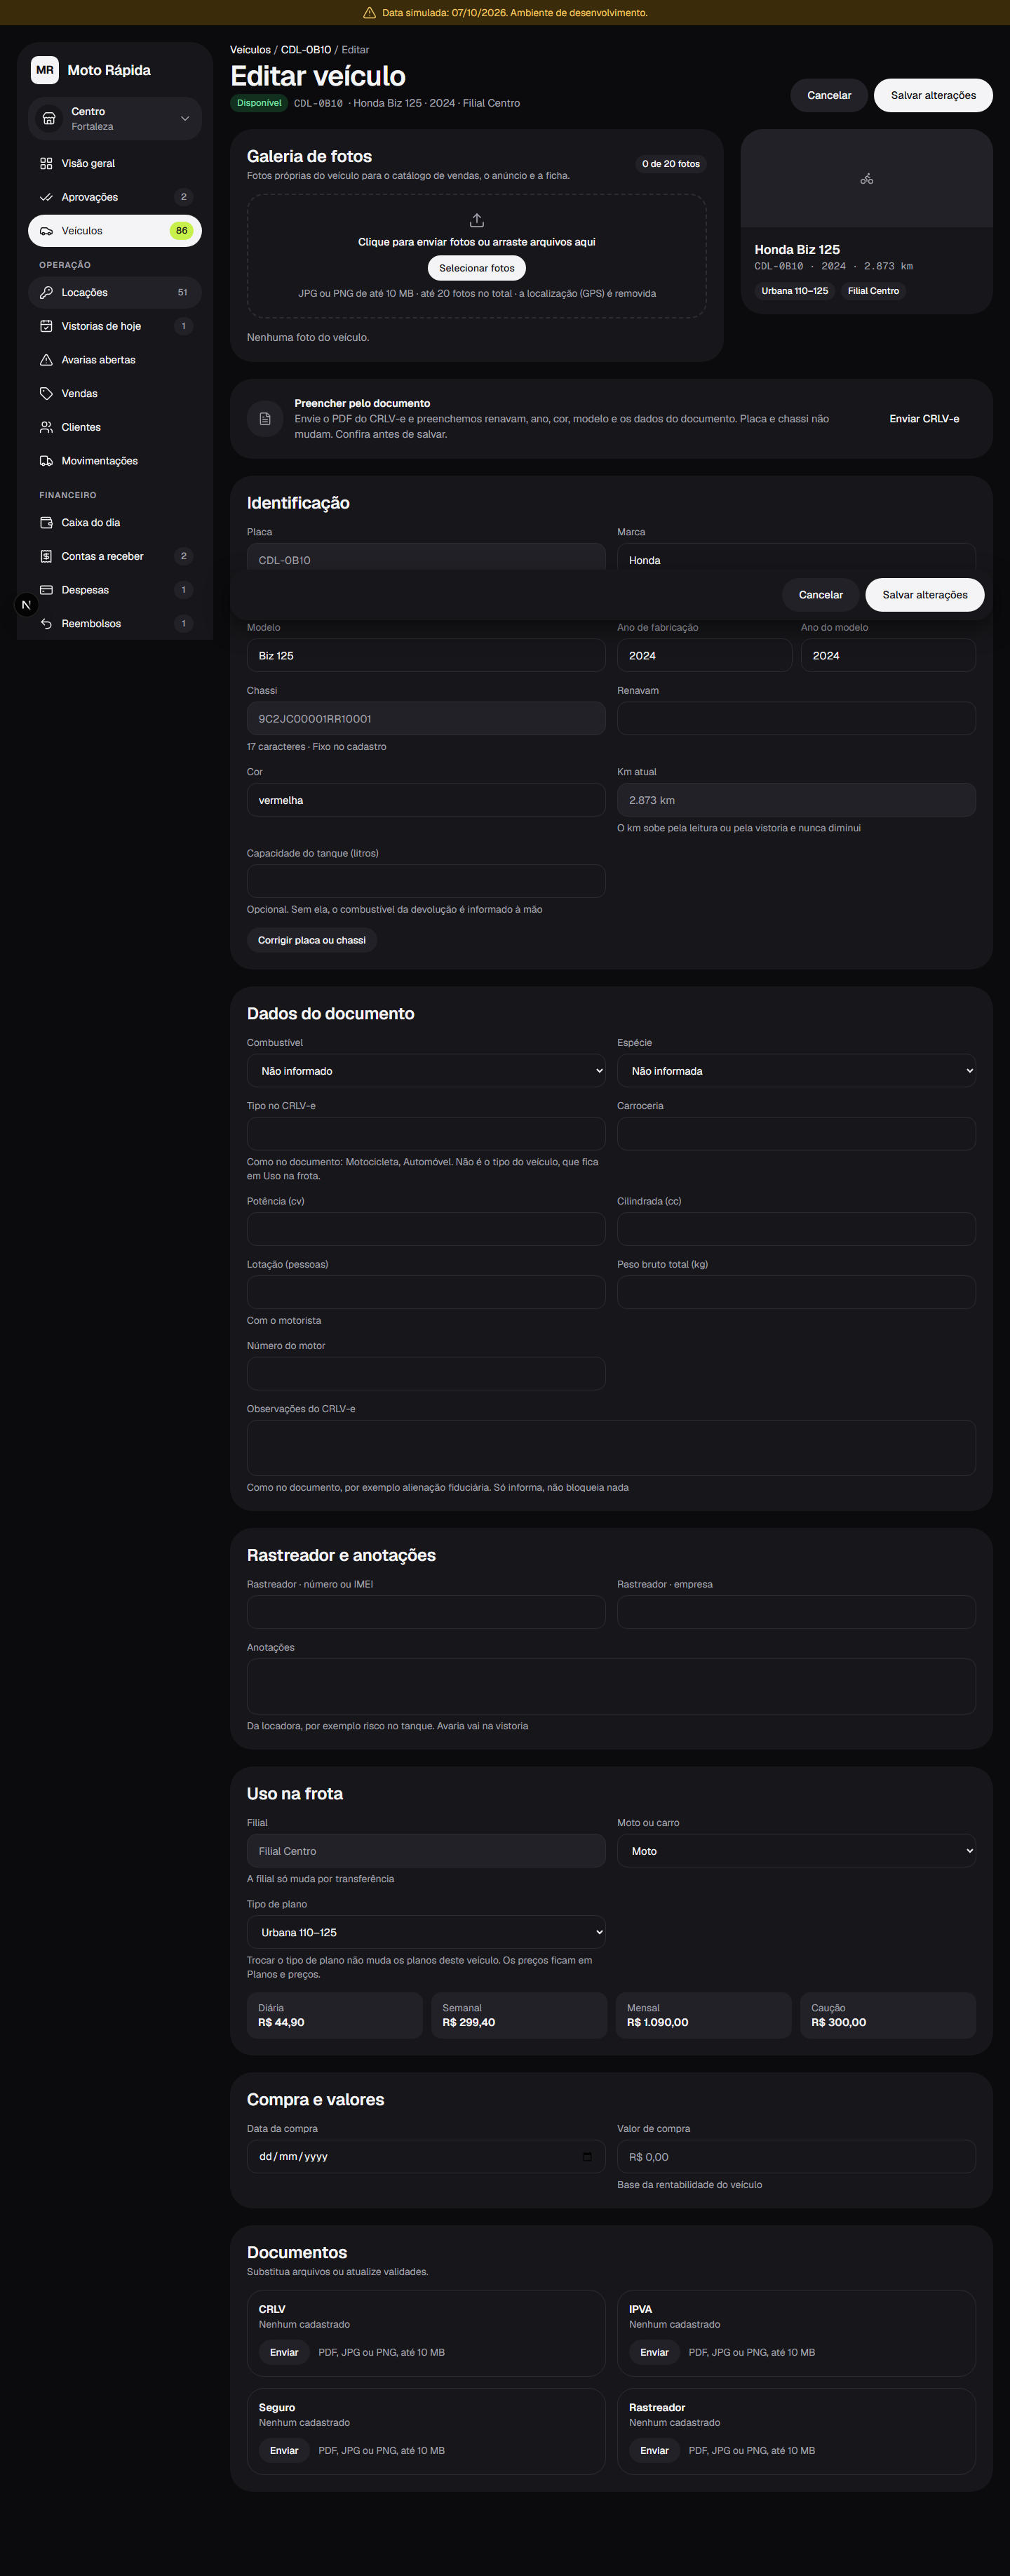 Data simulada: 07/10/2026. Ambiente de desenvolvimento.
MR Moto Rápida
Centro
Fortaleza
Visão geral
Aprovações 2
Veículos 86
OPERAÇÃO
Locações 51
Vistorias de hoje 1
Avarias abertas
Vendas
Clientes
Movimentações
FINANCEIRO
Caixa do dia
Contas a receber 2
Despesas 1
Reembolsos 1
N
Veículos / CDL-0B10 / Editar
Editar veículo
Disponível CDL-0B10 · Honda Biz 125 · 2024 · Filial Centro
Cancelar
Salvar alterações
Galeria de fotos
Fotos próprias do veículo para o catálogo de vendas, o anúncio e a ficha.
0 de 20 fotos
Clique para enviar fotos ou arraste arquivos aqui
Selecionar fotos
JPG ou PNG de até 10 MB · até 20 fotos no total · a localização (GPS) é removida
Nenhuma foto do veículo.
Honda Biz 125
CDL-0B10 · 2024 · 2.873 km
Urbana 110–125
Filial Centro
Preencher pelo documento
Envie o PDF do CRLV-e e preenchemos renavam, ano, cor, modelo e os dados do documento. Placa e chassi não
mudam. Confira antes de salvar.
Enviar CRLV-e
Identificação
Placa
CDL-0B10
Marca
Honda
Cancelar
Salvar alterações
Modelo
Biz 125
Ano de fabricação
2024
Ano do modelo
2024
Chassi
9C2JC00001RR10001
17 caracteres · Fixo no cadastro
Renavam
Cor
vermelha
Km atual
2.873 km
O km sobe pela leitura ou pela vistoria e nunca diminui
Capacidade do tanque (litros)
Opcional. Sem ela, o combustível da devolução é informado à mão
Corrigir placa ou chassi
Dados do documento
Combustível
Não informado
Espécie
Não informada
Tipo no CRLV-e
Como no documento: Motocicleta, Automóvel. Não é o tipo do veículo, que fica
em Uso na frota.
Carroceria
Potência (cv)
Cilindrada (cc)
Lotação (pessoas)
Com o motorista
Peso bruto total (kg)
Número do motor
Observações do CRLV-e
Como no documento, por exemplo alienação fiduciária. Só informa, não bloqueia nada
Rastreador e anotações
Rastreador · número ou IMEI
Rastreador · empresa
Anotações
Da locadora, por exemplo risco no tanque. Avaria vai na vistoria
Uso na frota
Filial
Filial Centro
A filial só muda por transferência
Moto ou carro
Moto
Tipo de plano
Urbana 110–125
Trocar o tipo de plano não muda os planos deste veículo. Os preços ficam em
Planos e preços.
Diária
R$ 44,90
Semanal
R$ 299,40
Mensal
R$ 1.090,00
Caução
R$ 300,00
Compra e valores
Data da compra
dd/mm/yyyy
Valor de compra
R$ 0,00
Base da rentabilidade do veículo
Documentos
Substitua arquivos ou atualize validades.
CRLV
Nenhum cadastrado
Enviar PDF, JPG ou PNG, até 10 MB
IPVA
Nenhum cadastrado
Enviar PDF, JPG ou PNG, até 10 MB
Seguro
Nenhum cadastrado
Enviar PDF, JPG ou PNG, até 10 MB
Rastreador
Nenhum cadastrado
Enviar PDF, JPG ou PNG, até 10 MB